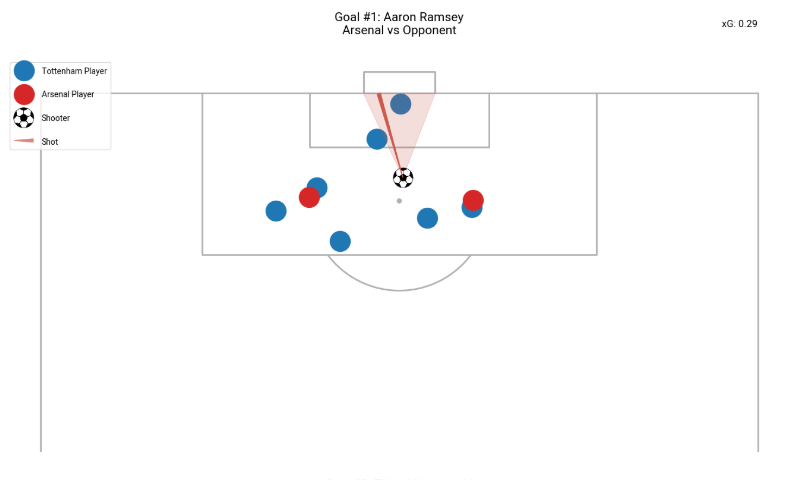 Goal #1: Aaron Ramsey
Arsenal vs Opponent
xG: 0.29
Tottenham Player
Arsenal Player
Shooter
Shot